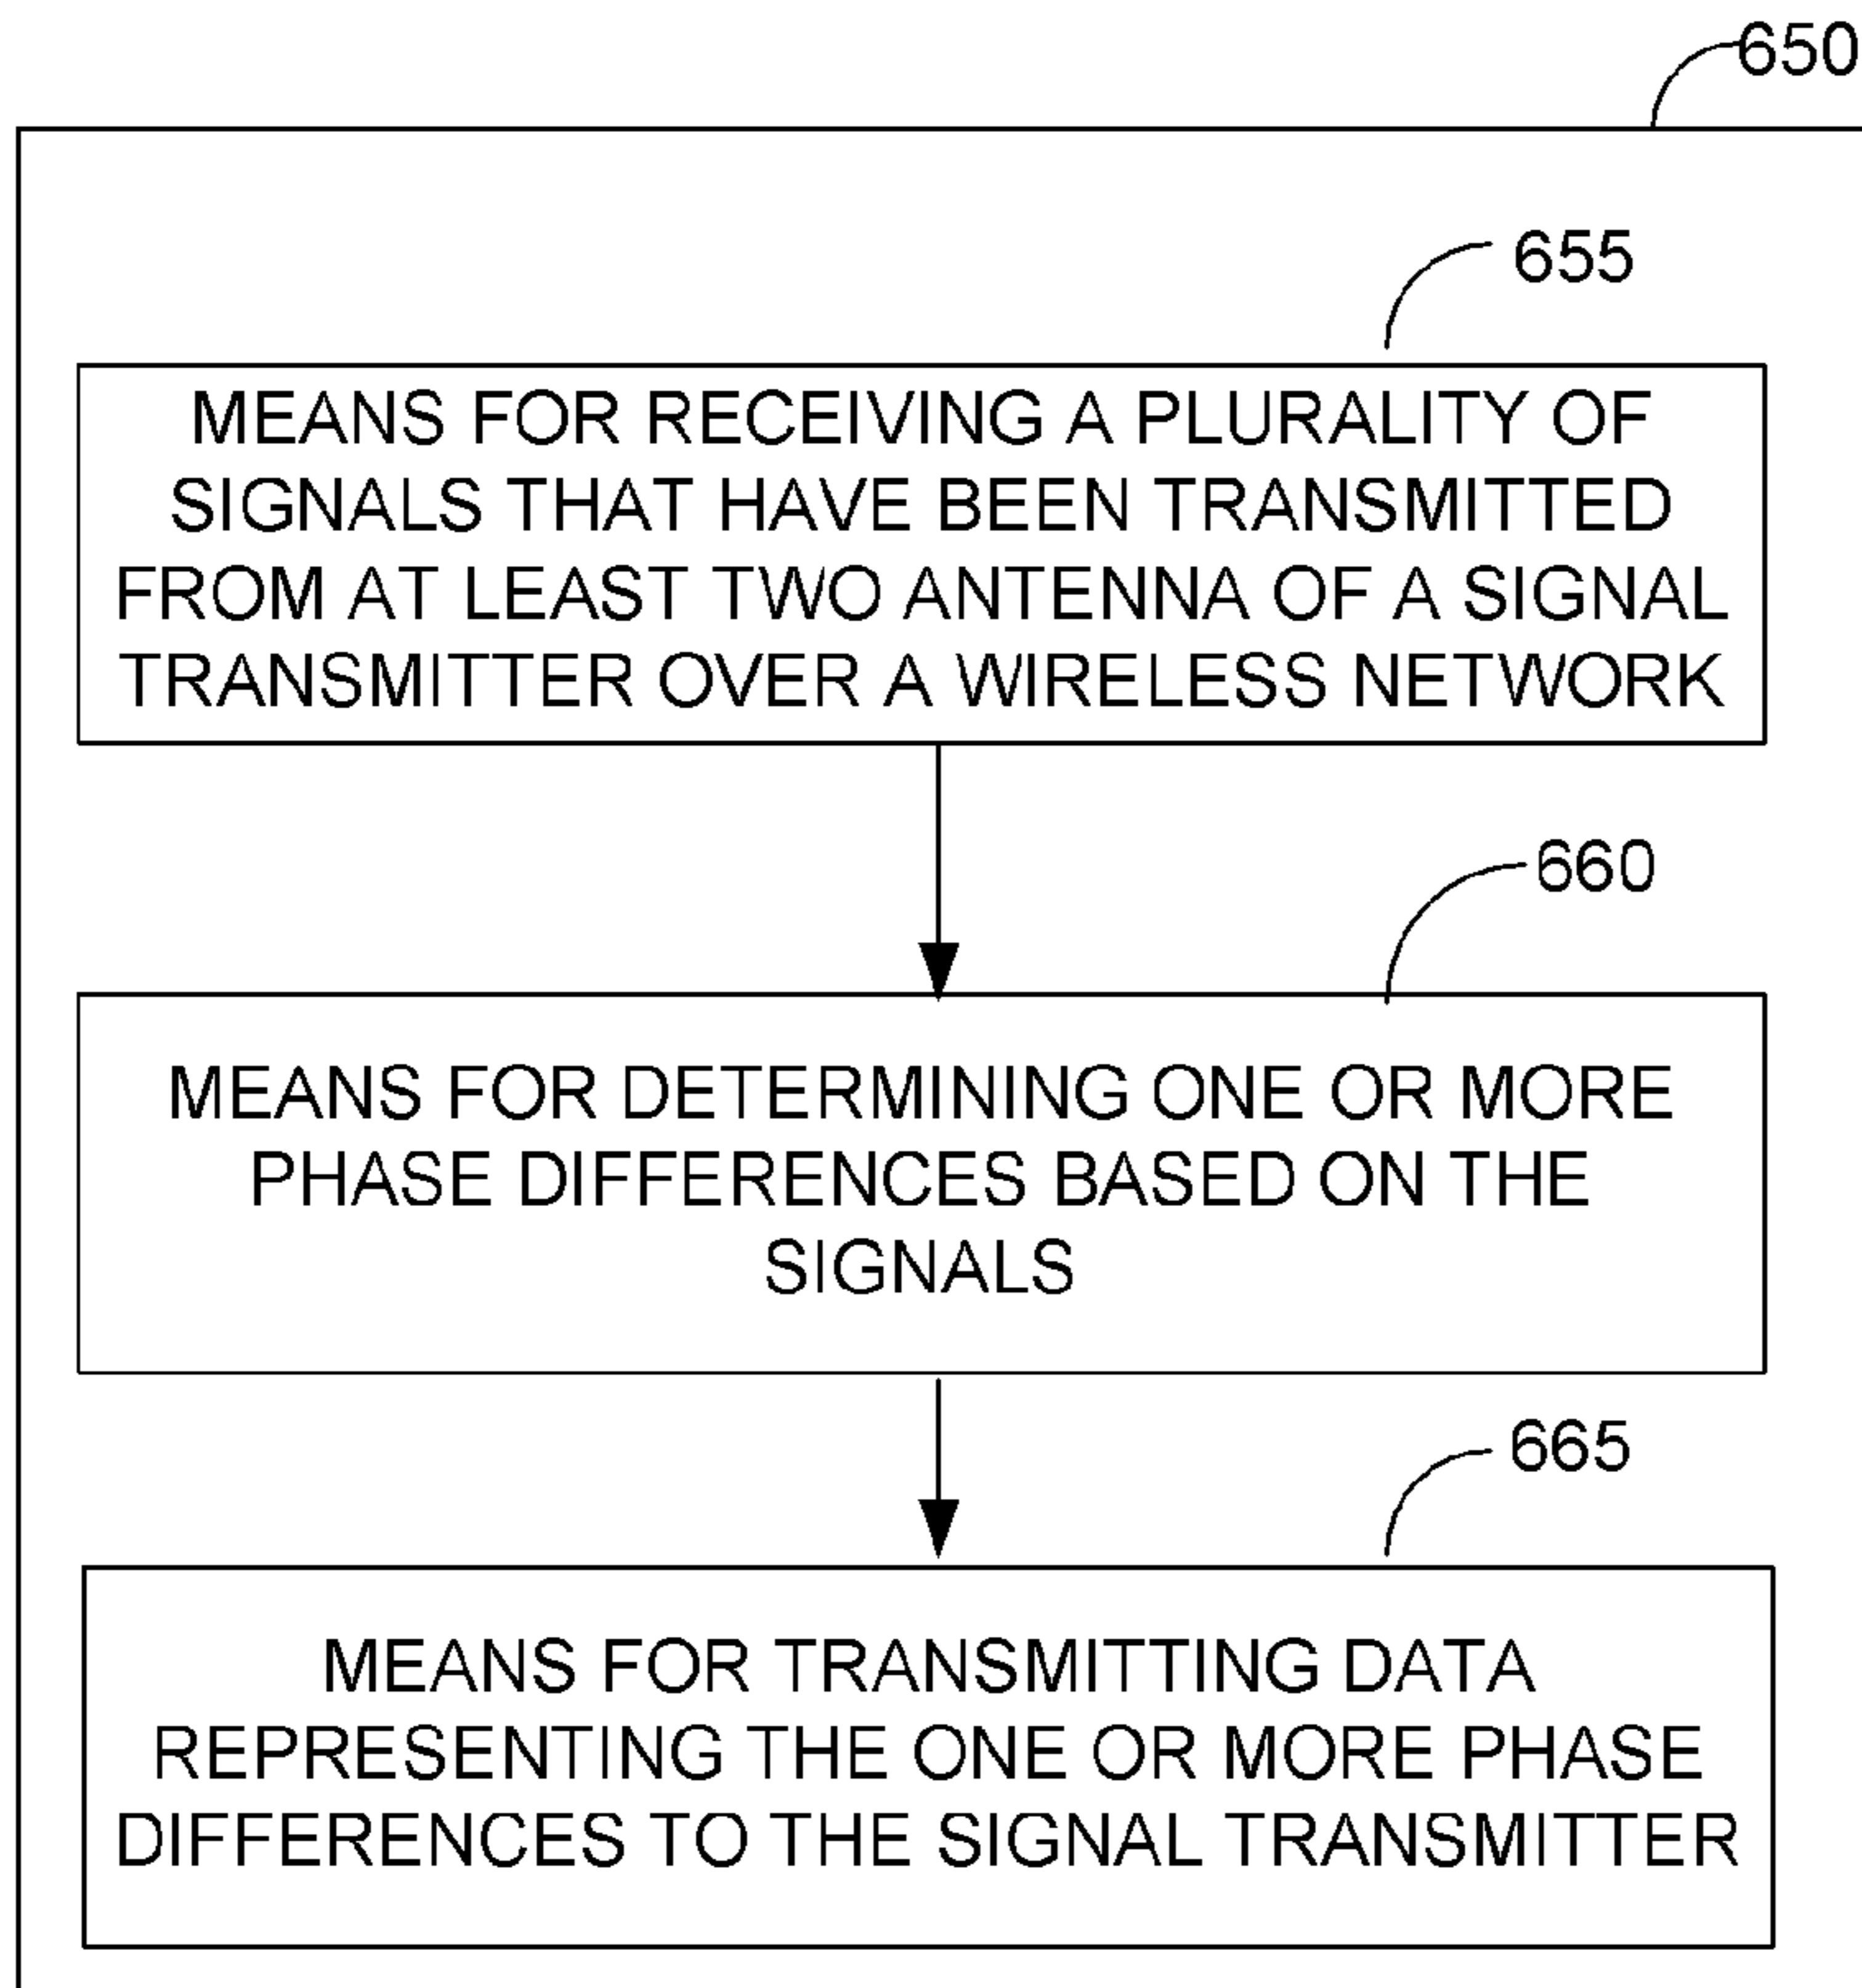 650
655
MEANS FOR RECEIVING A PLURALITY OF
SIGNALS THAT HAVE BEEN TRANSMITTED
FROM AT LEAST TWO ANTENNA OF A SIGNAL
TRANSMITTER OVER A WIRELESS NETWORK
660
MEANS FOR DETERMINING ONE OR MORE
PHASE DIFFERENCES BASED ON THE
SIGNALS
665
MEANS FOR TRANSMITTING DATA
REPRESENTING THE ONE OR MORE PHASE
DIFFERENCES TO THE SIGNAL TRANSMITTER